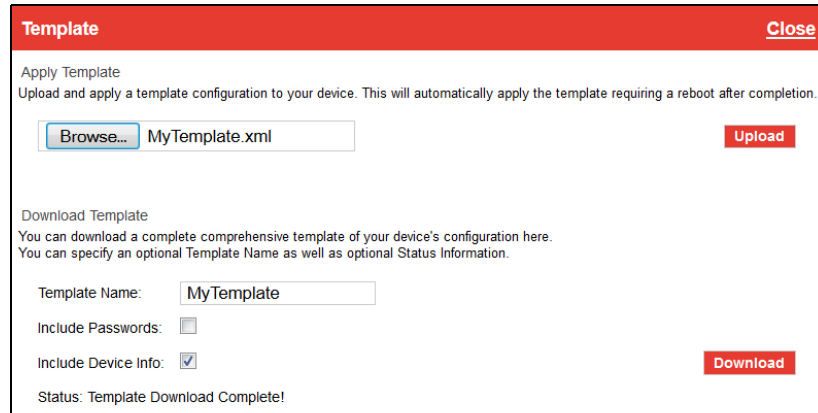 Template
Close
Apply Template
Upload and apply a template configuration to your device. This will automatically apply the template requiring a reboot after completion.
Browse... MyTemplate.xml
Upload
Download Template
You can download a complete comprehensive template of your device's configuration here.
You can specify an optional Template Name as well as optional Status Information.
Template Name: MyTemplate
Include Passwords:
Include Device Info:
Download
Status: Template Download Complete!